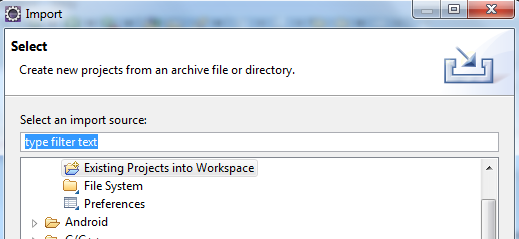 Import
Select
Create new projects from an archive file or directory.
Select an import source:
type filter text
Existing Projects into Workspace
File System
Preferences
Android